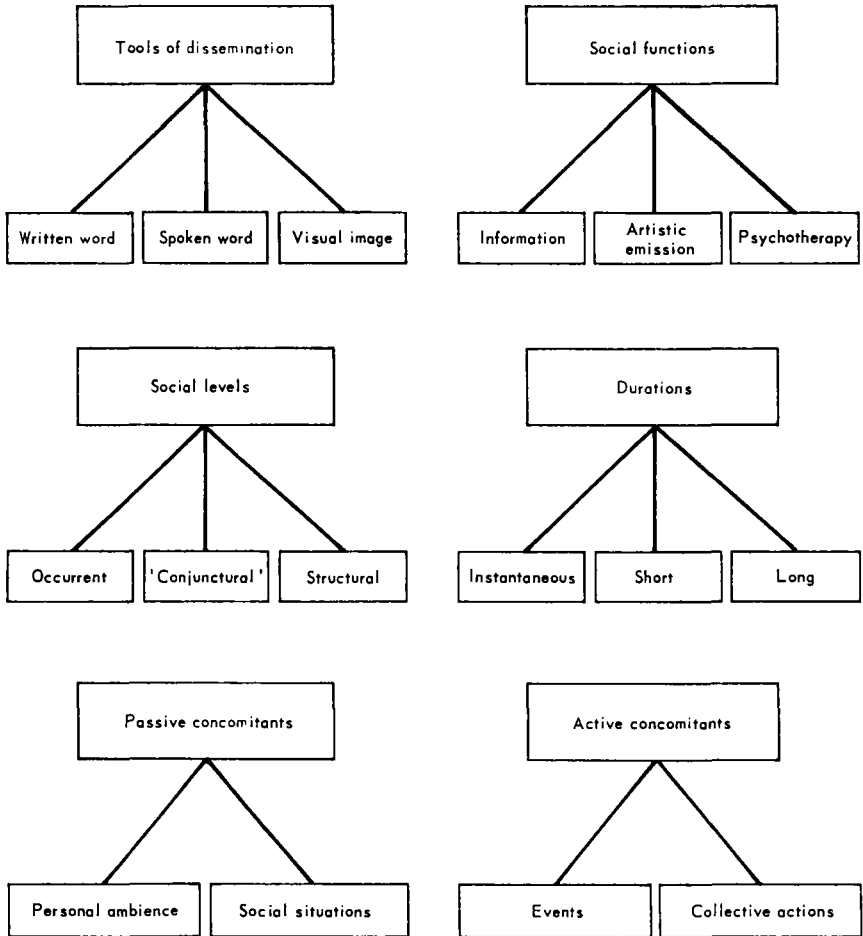 Tools of dissemination
Written word
Spoken word
Visual image
Social functions
Information
Artistic
emission
Psychotherapy
Social levels
Occurrent
'Conjunctural'
Structural
Durations
Instantaneous
Short
Long
Passive concomitants
Personal ambience
Social situations
Active concomitants
Events
Collective actions